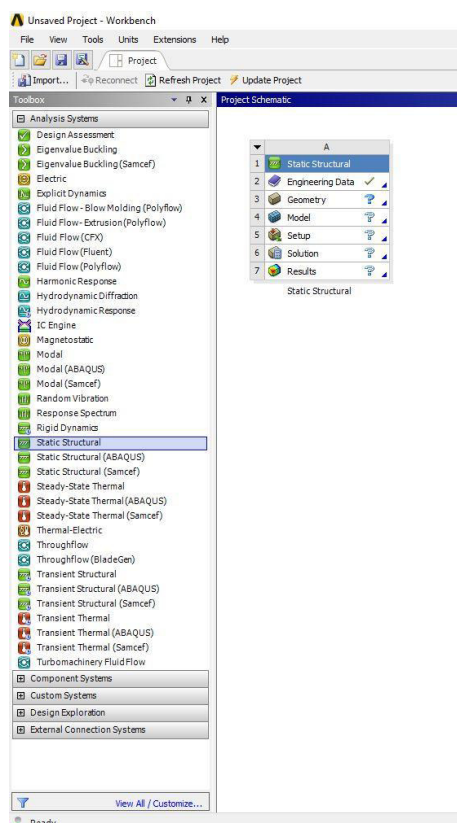 Unsaved Project - Workbench
File View Tools Units Extensions Help
Project
Import... Reconnect Refresh Project Update Project
Toolbox
Project Schematic
Analysis Systems
Design Assessment
Eigenvalue Buckling
Eigenvalue Buckling (Samcef)
Electric
Explicit Dynamics
Fluid Flow - Blow Molding (Polyflow)
Fluid Flow - Extrusion (Polyflow)
Fluid Flow (CFX)
Fluid Flow (Fluent)
Fluid Flow (Polyflow)
Harmonic Response
Hydrodynamic Diffraction
Hydrodynamic Response
IC Engine
Magnetostatic
Modal
Modal (ABAQUS)
Modal (Samcef)
Random Vibration
Response Spectrum
Rigid Dynamics
Static Structural
Static Structural (ABAQUS)
Static Structural (Samcef)
Steady-State Thermal
Steady-State Thermal (ABAQUS)
Steady-State Thermal (Samcef)
Thermal-Electric
Throughflow
Throughflow (BladeGen)
Transient Structural
Transient Structural (ABAQUS)
Transient Structural (Samcef)
Transient Thermal
Transient Thermal (ABAQUS)
Transient Thermal (Samcef)
Turbomachinery Fluid Flow
Component Systems
Custom Systems
Design Exploration
External Connection Systems
View All / Customize...
Ready
A
1 Static Structural
2 Engineering Data
3 Geometry
4 Model
5 Setup
6 Solution
7 Results
Static Structural